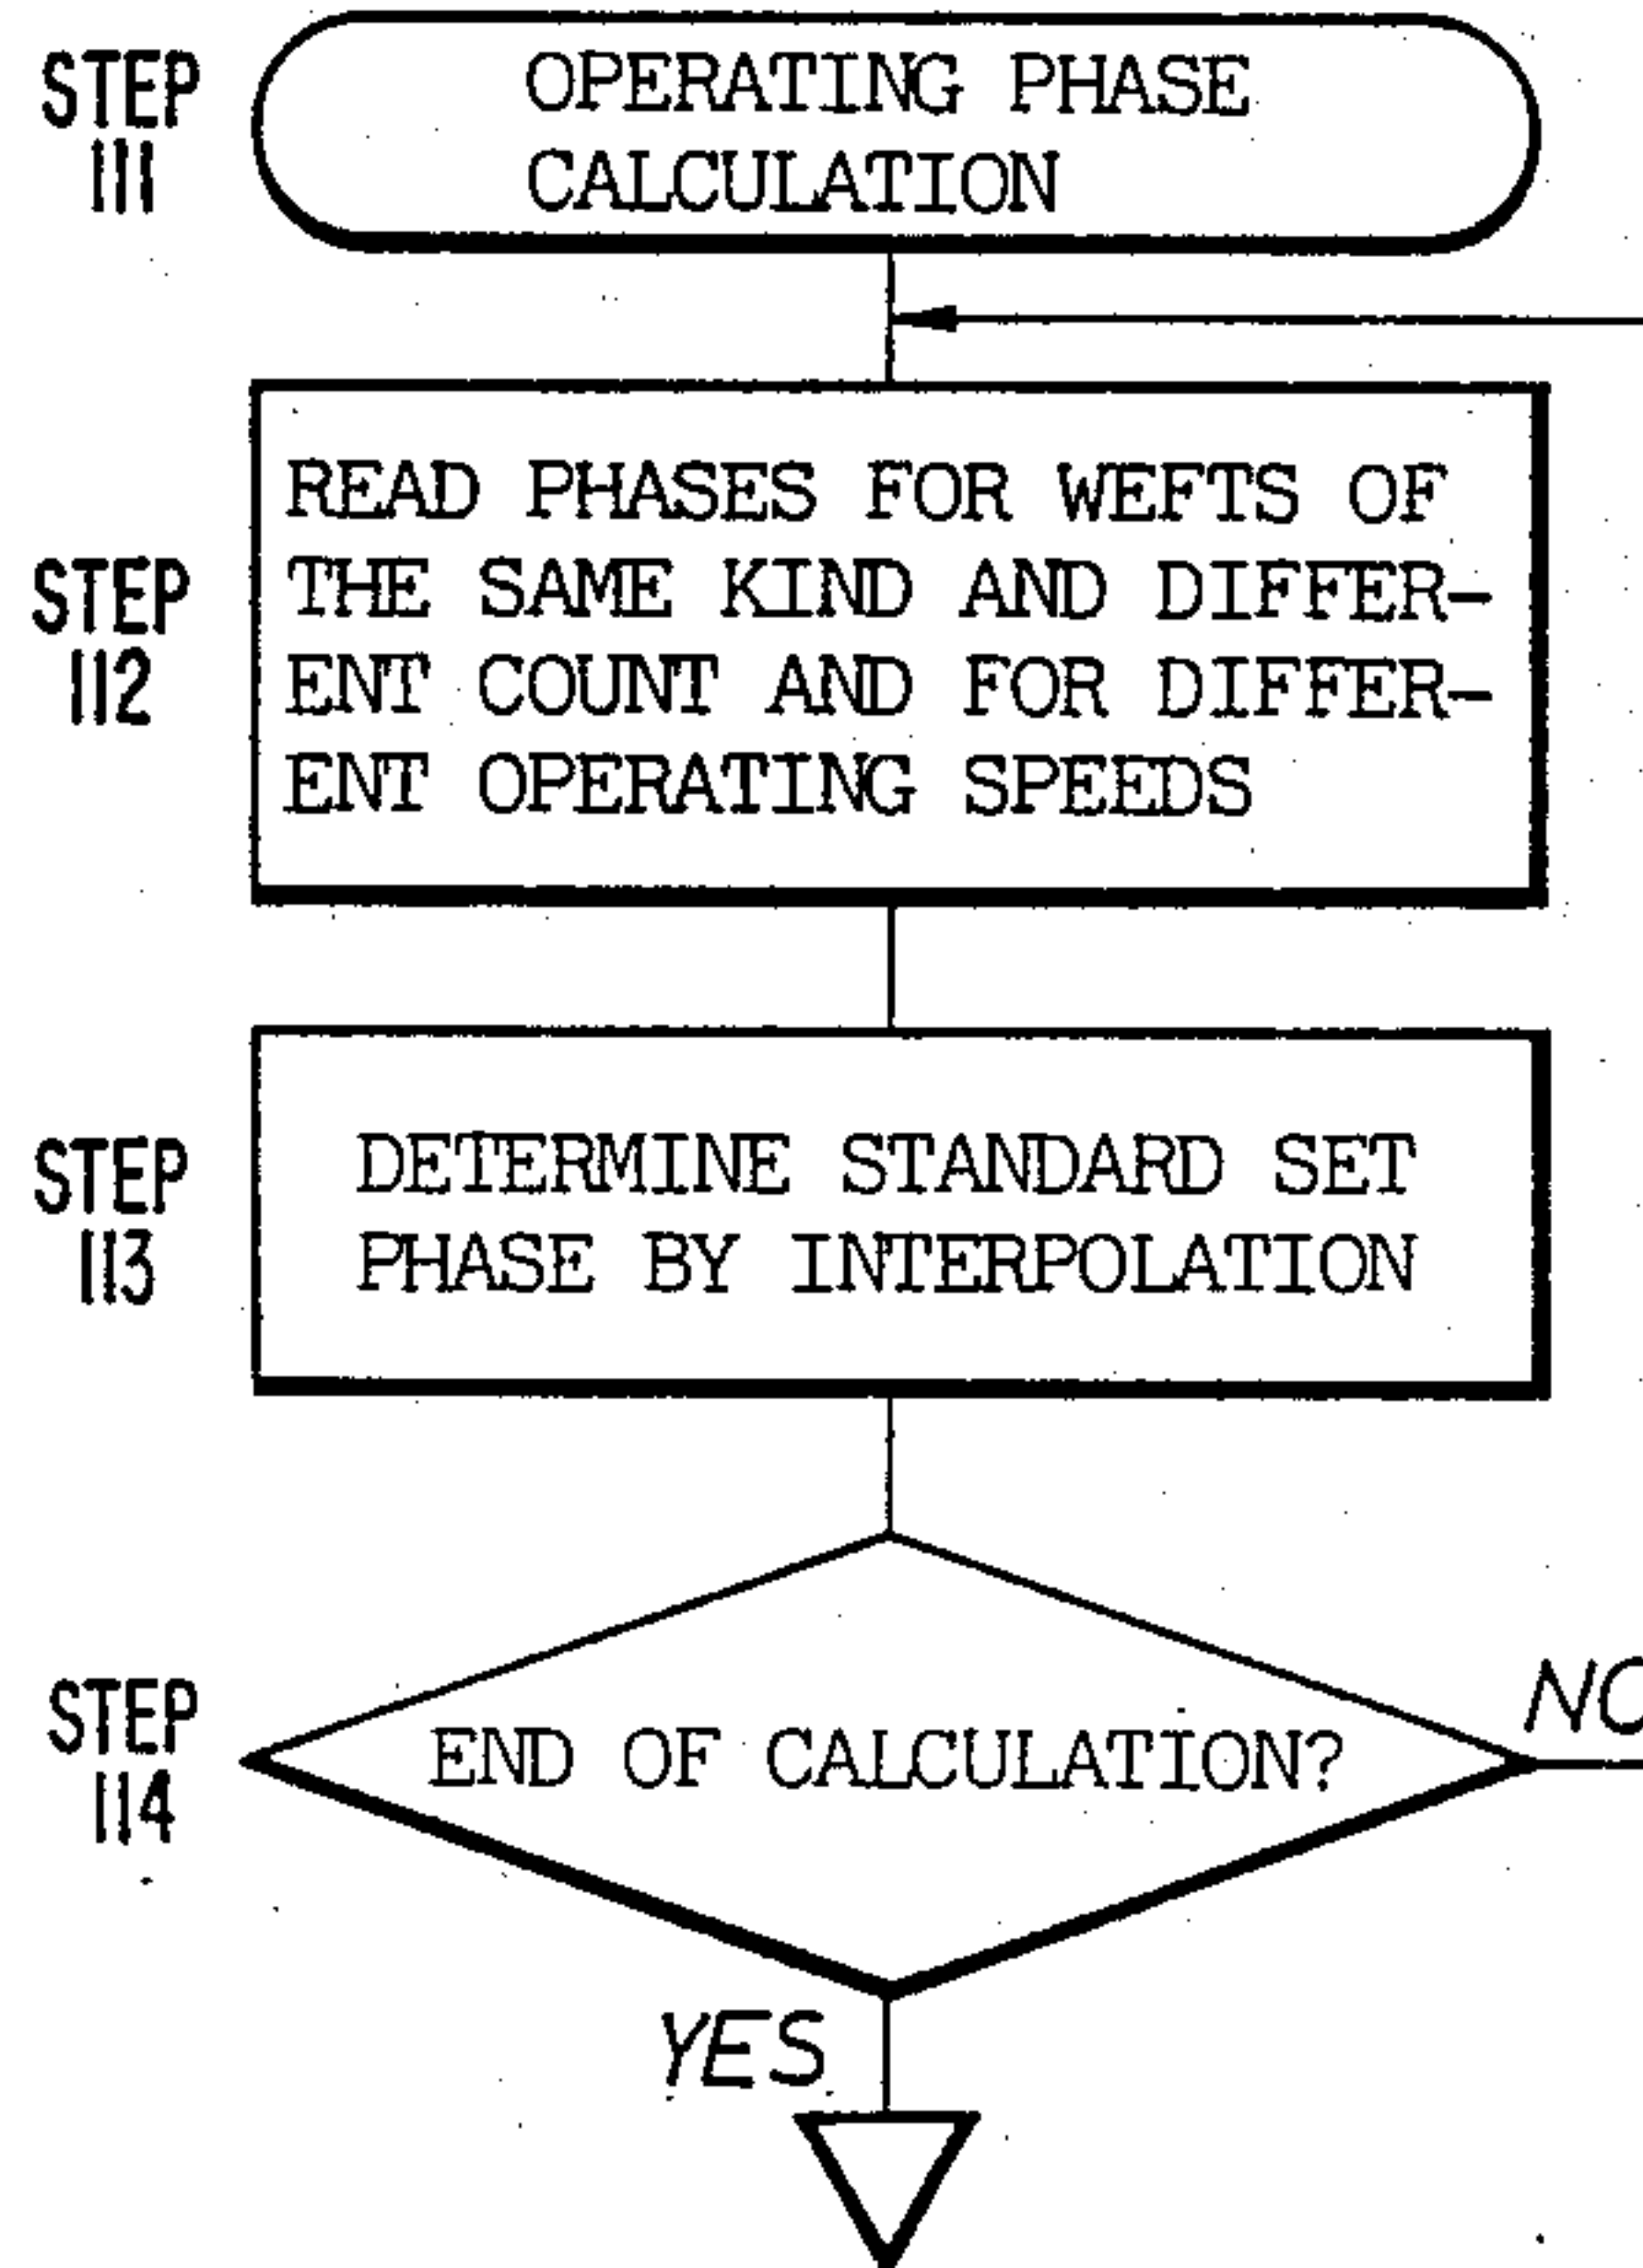 STEP
111
OPERATING PHASE
CALCULATION
STEP
112
READ PHASES FOR WEFTS OF
THE SAME KIND AND DIFFER-
ENT COUNT AND FOR DIFFER-
ENT OPERATING SPEEDS
STEP
113
DETERMINE STANDARD SET
PHASE BY INTERPOLATION
STEP
114
END OF CALCULATION?
NO
YES